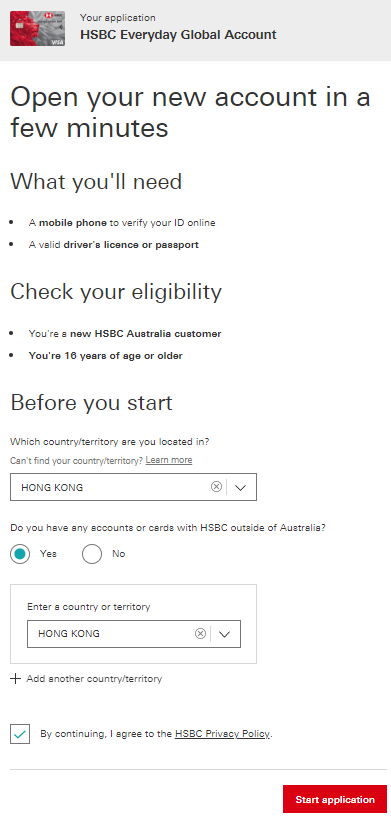 Your application
HSBC Everyday Global Account
Open your new account in a
few minutes
What you'll need
A mobile phone to verify your ID online
A valid driver's licence or passport
Check your eligibility
You're a new HSBC Australia customer
You're 16 years of age or older
Before you start
Which country/territory are you located in?
Can't find your country/territory? Learn more
HONG KONG
Do you have any accounts or cards with HSBC outside of Australia?
Yes No
Enter a country or territory
HONG KONG
Add another country/territory
By continuing, I agree to the HSBC Privacy Policy.
Start application